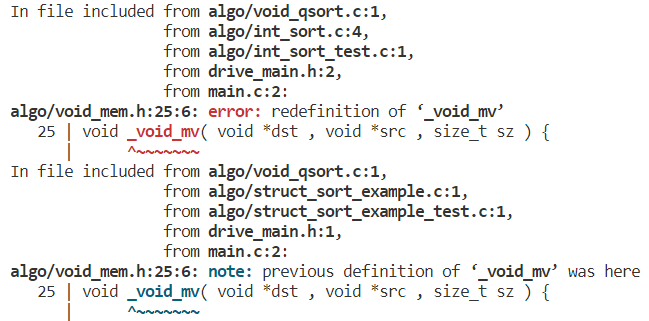 In file included from algo/void_qsort.c:1,
from algo/int_sort.c:4,
from algo/int_sort_test.c:1,
from drive_main.h:2,
from main.c:2:
algo/void_mem.h:25:6: error: redefinition of ‘_void_mv’
25 | void _void_mv( void *dst , void *src , size_t sz ) {
| ^~~~~~~~
In file included from algo/void_qsort.c:1,
from algo/struct_sort_example.c:1,
from algo/struct_sort_example_test.c:1,
from drive_main.h:1,
from main.c:2:
algo/void_mem.h:25:6: note: previous definition of ‘_void_mv’ was here
25 | void _void_mv( void *dst , void *src , size_t sz ) {
| ^~~~~~~~